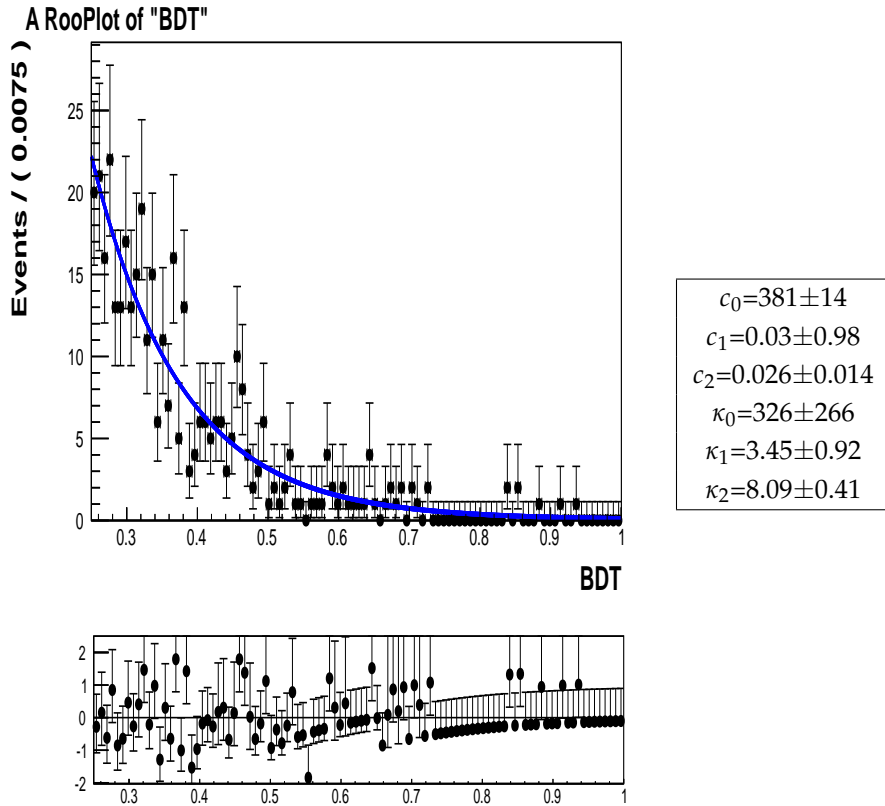 A RooPlot of "BDT"
Events / ( 0.0075 )
25
20
15
10
5
0
0.3 0.4 0.5 0.6 0.7 0.8 0.9 1
BDT
c₀=381±14
c₁=0.03±0.98
c₂=0.026±0.014
κ₀=326±266
κ₁=3.45±0.92
κ₂=8.09±0.41
2
1
0
-1
-2
0.3 0.4 0.5 0.6 0.7 0.8 0.9 1